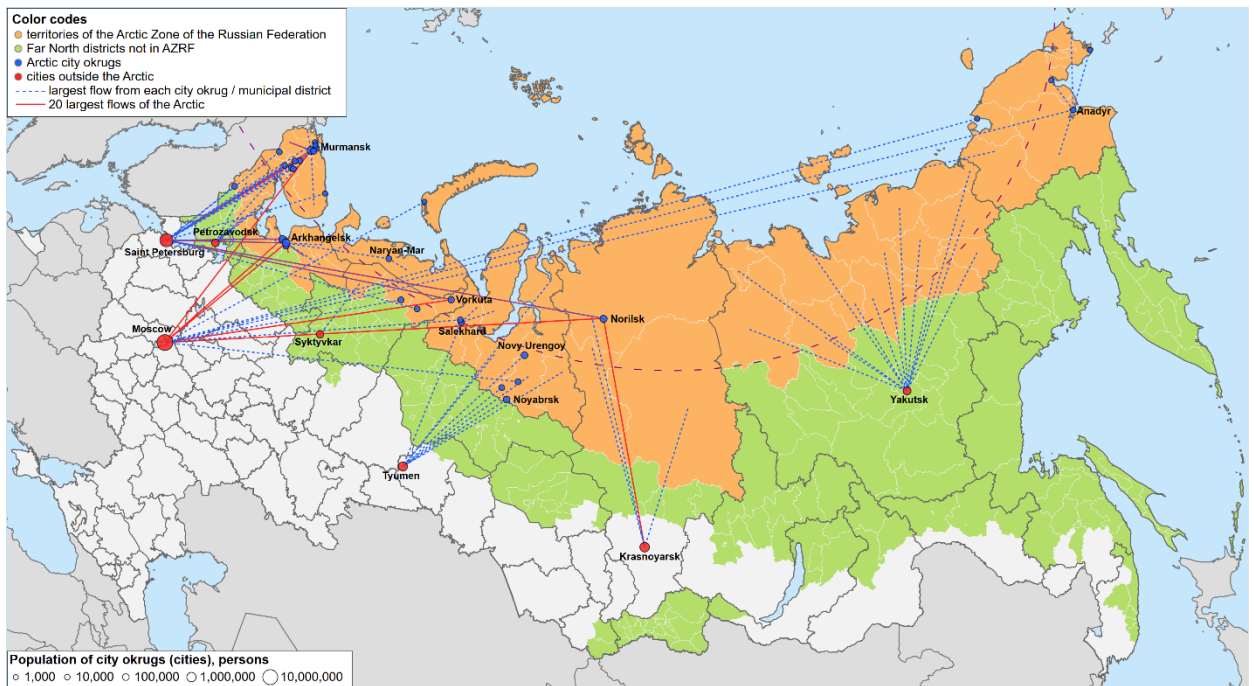 Color codes
territories of the Arctic Zone of the Russian Federation
Far North districts not in AZRF
Arctic city okrugs
cities outside the Arctic
largest flow from each city okrug / municipal district
20 largest flows of the Arctic
Murmansk
Anadyr
Petrozavodsk
Arkhangelsk
Saint Petersburg
Naryan-Mar
Vorkuta
Norilsk
Moscow
Salekhard
Syktyvkar
Novy Urengoy
Noyabrsk
Yakutsk
Tyumen
Krasnoyarsk
Population of city okrugs (cities), persons
1,000 10,000 100,000 1,000,000 10,000,000